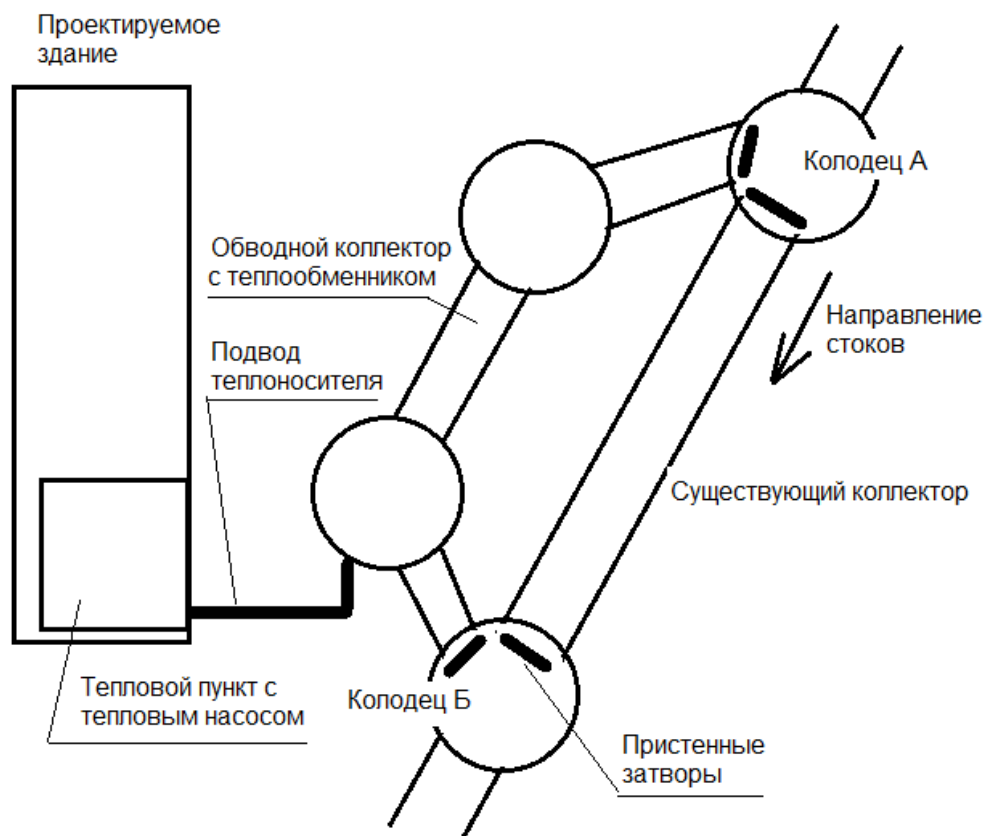 Проектируемое
здание
Колодец А
Обводной коллектор
с теплообменником
Направление
стоков
Подвод
теплоносителя
Существующий коллектор
Тепловой пункт с
тепловым насосом
Колодец Б
Пристенные
затворы